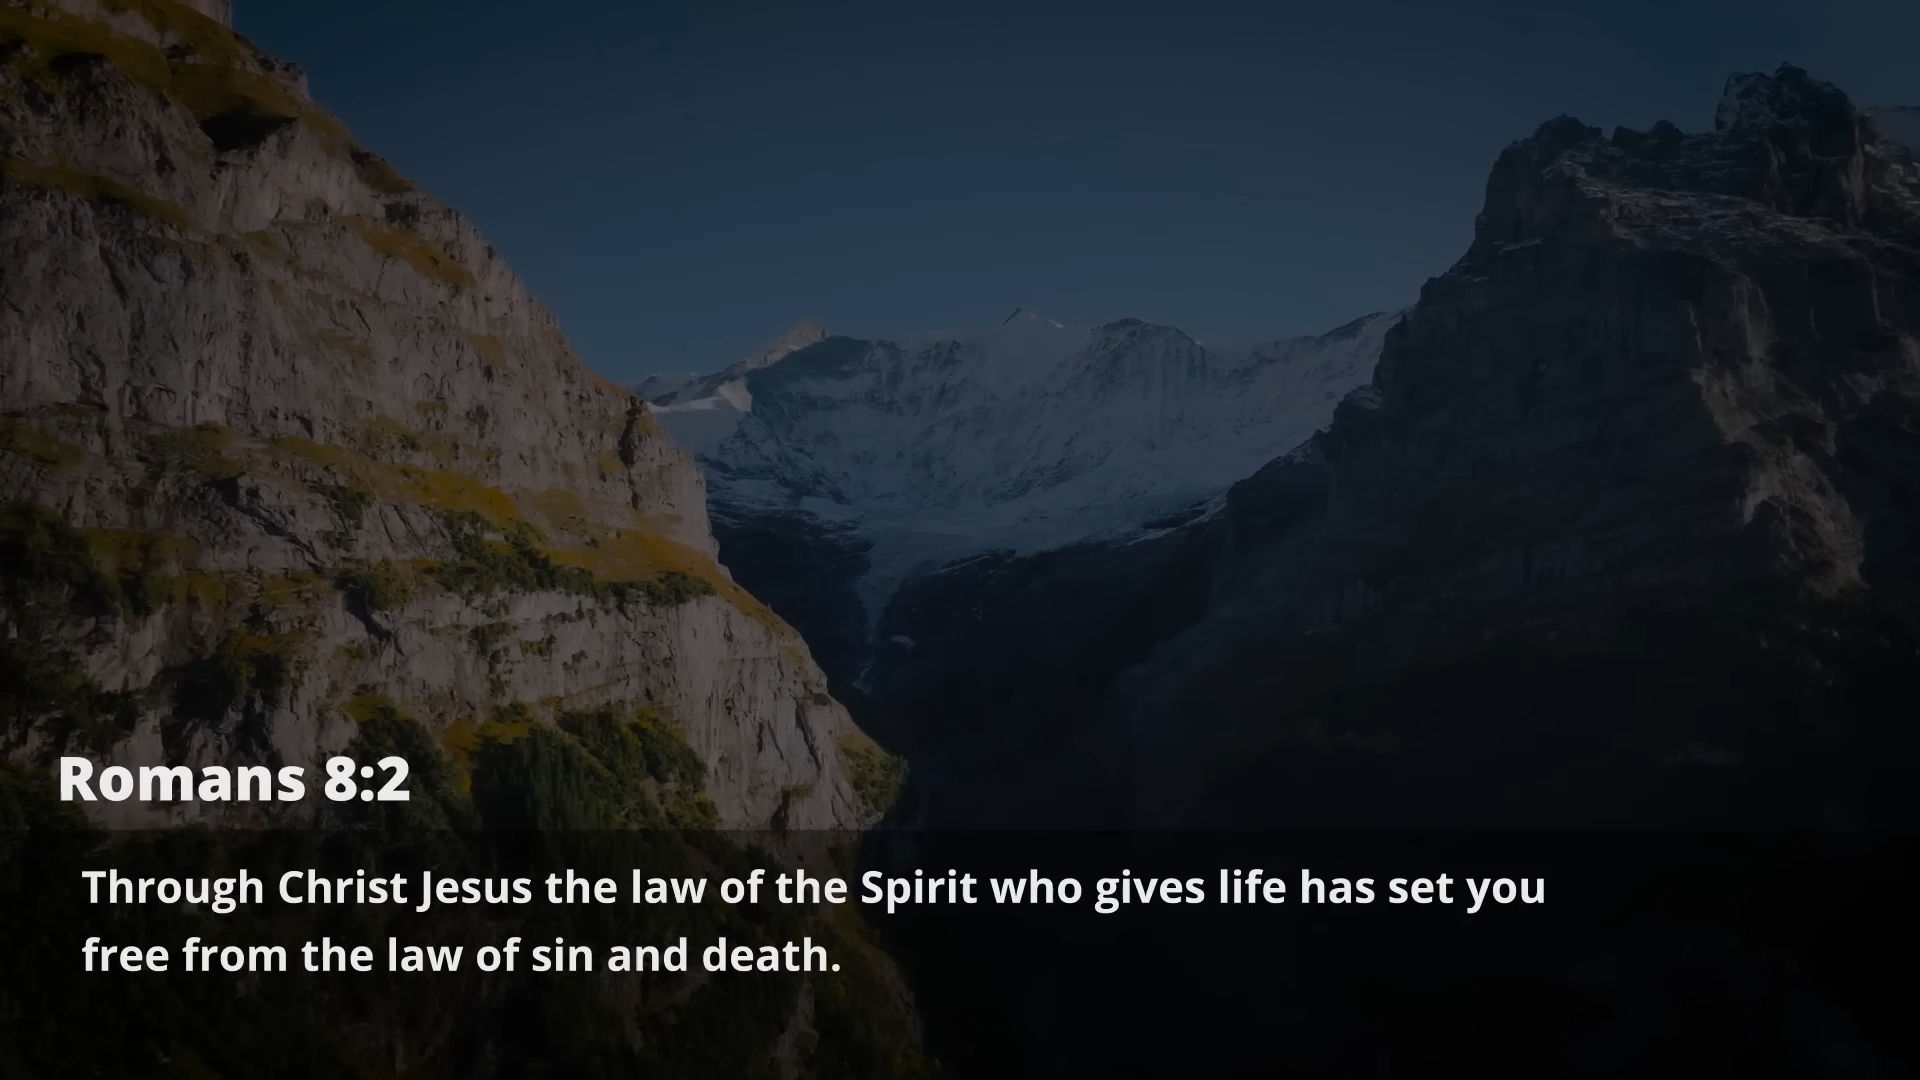 Romans 8:2
Through Christ Jesus the law of the Spirit who gives life has set you
free from the law of sin and death.